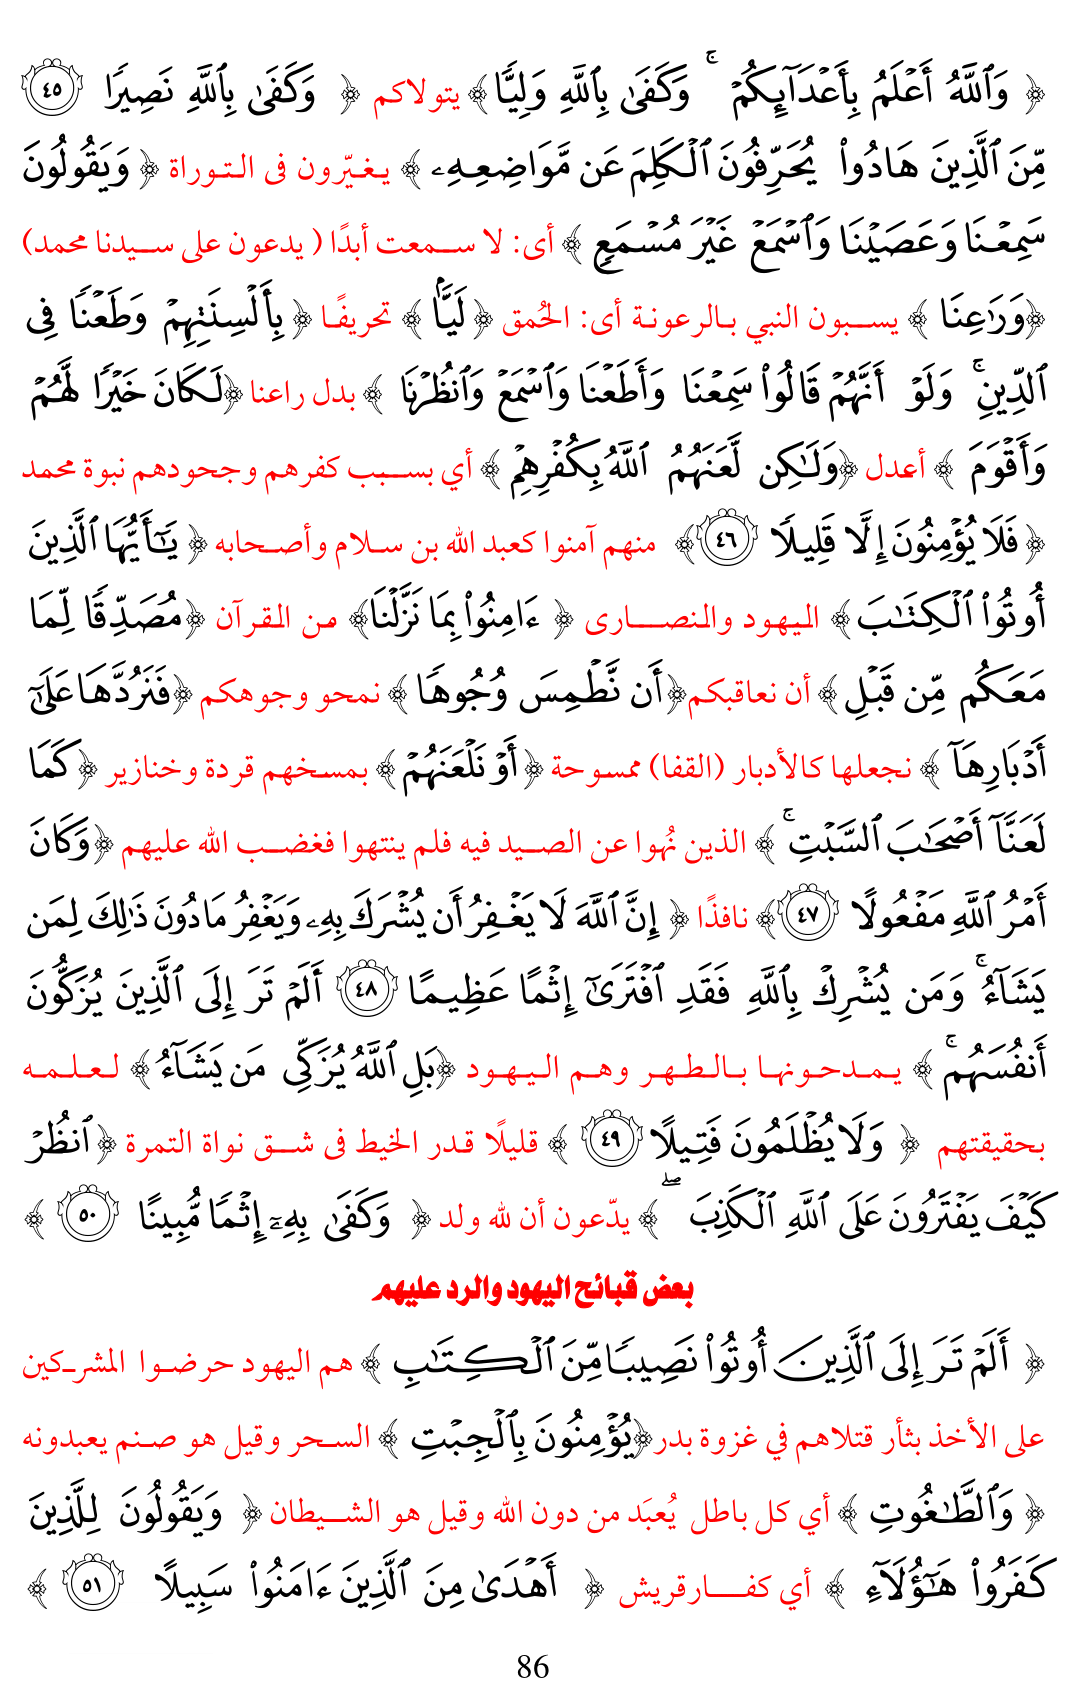 ﴿ وَٱللَّهُ أَعۡلَمُ بِأَعۡدَآئِكُمۡۚ وَكَفَىٰ بِٱللَّهِ وَلِيّٗا﴾ يتولاكم ﴿ وَكَفَىٰ بِٱللَّهِ نَصِيرٗا ٤٥
مِّنَ ٱلَّذِينَ هَادُواْ يُحَرِّفُونَ ٱلۡكَلِمَ عَن مَّوَاضِعِهِۦ ﴾ يغيّرون فى التوراة ﴿ وَيَقُولُونَ
سَمِعۡنَا وَعَصَيۡنَا وَٱسۡمَعۡ غَيۡرَ مُسۡمَعٖ ﴾ أى: لا سمعت أبدًا ( يدعون على سيدنا محمد)
﴿وَرَٰعِنَا ﴾ يسبون النبي بالرعونة أى: الحُمق ﴿ لَيَّۢا ﴾ تحريفًا ﴿ بِأَلۡسِنَتِهِمۡ وَطَعۡنٗا فِى
ٱلدِّينِۚ وَلَوۡ أَنَّهُمۡ قَالُواْ سَمِعۡنَا وَأَطَعۡنَا وَٱسۡمَعۡ وَٱنظُرۡنَا ﴾ بدل راعنا ﴿لَكَانَ خَيۡرٗا لَّهُمۡ
وَأَقۡوَمَ ﴾ أعدل ﴿وَلَٰكِن لَّعَنَهُمُ ٱللَّهُ بِكُفۡرِهِمۡ ﴾ أي بسبب كفرهم وجحودهم نبوة محمد
﴿ فَلَا يُؤۡمِنُونَ إِلَّا قَلِيلٗا ٤٦﴾ منهم آمنوا كعبد الله بن سلام وأصحابه ﴿ يَٰٓأَيُّهَا ٱلَّذِينَ
أُوتُواْ ٱلۡكِتَٰبَ﴾ اليهود والنصارى ﴿ ءَامِنُواْ بِمَا نَزَّلۡنَا﴾ من القرآن ﴿مُصَدِّقٗا لِّمَا
مَعَكُم مِّن قَبۡلِ﴾ أن نعاقبكم﴿أَن نَّطۡمِسَ وُجُوهٗا ﴾ نمحو وجوهكم ﴿فَنَرُدَّهَا عَلَىٰٓ
أَدۡبَارِهَآ ﴾ نجعلها كالأدبار (القفا) ممسوحة ﴿أَوۡ نَلۡعَنَهُمۡ﴾ بمسخهم قردة وخنازير ﴿ كَمَا
لَعَنَّآ أَصۡحَٰبَ ٱلسَّبۡتِۚ ﴾ الذين نُهوا عن الصيد فيه فلم ينتهوا فغضب الله عليهم ﴿وَكَانَ
أَمۡرُ ٱللَّهِ مَفۡعُولًا ٤٧﴾ نافذًا ﴿ إِنَّ ٱللَّهَ لَا يَغۡفِرُ أَن يُشۡرَكَ بِهِۦ وَيَغۡفِرُ مَا دُونَ ذَٰلِكَ لِمَن
يَشَآءُۚ وَمَن يُشۡرِكۡ بِٱللَّهِ فَقَدِ ٱفۡتَرَىٰٓ إِثۡمًا عَظِيمًا ٤٨ أَلَمۡ تَرَ إِلَى ٱلَّذِينَ يُزَكُّونَ
أَنفُسَهُمۚ ﴾ يمدحونها بالطهر وهم اليهود ﴿بَلِ ٱللَّهُ يُزَكِّى مَن يَشَآءُ﴾ لعلمه
بحقيقتهم ﴿ وَلَا يُظۡلَمُونَ فَتِيلًا ٤٩ ﴾ قليلًا قدر الخيط فى شق نواة التمرة ﴿ ٱنظُرۡ
كَيۡفَ يَفۡتَرُونَ عَلَى ٱللَّهِ ٱلۡكَذِبَۖ ﴾ يدّعون أن لله ولد ﴿ وَكَفَىٰ بِهِۦٓ إِثۡمٗا مُّبِينًا ٥٠ ﴾
بعض قبائح اليهود والرد عليهم
﴿ أَلَمۡ تَرَ إِلَى ٱلَّذِينَ أُوتُواْ نَصِيبٗا مِّنَ ٱلۡكِتَٰبِ ﴾ هم اليهود حرضوا المشركين
على الأخذ بثأر قتلاهم في غزوة بدر﴿يُؤۡمِنُونَ بِٱلۡجِبۡتِ ﴾ السحر وقيل هو صنم يعبدونه
﴿ وَٱلطَّٰغُوتِ ﴾ أي كل باطل يُعبَد من دون الله وقيل هو الشيطان ﴿ وَيَقُولُونَ لِلَّذِينَ
كَفَرُواْ هَٰٓؤُلَآءِ ﴾ أي كفار قريش ﴿ أَهۡدَىٰ مِنَ ٱلَّذِينَ ءَامَنُواْ سَبِيلًا ٥١ ﴾
86